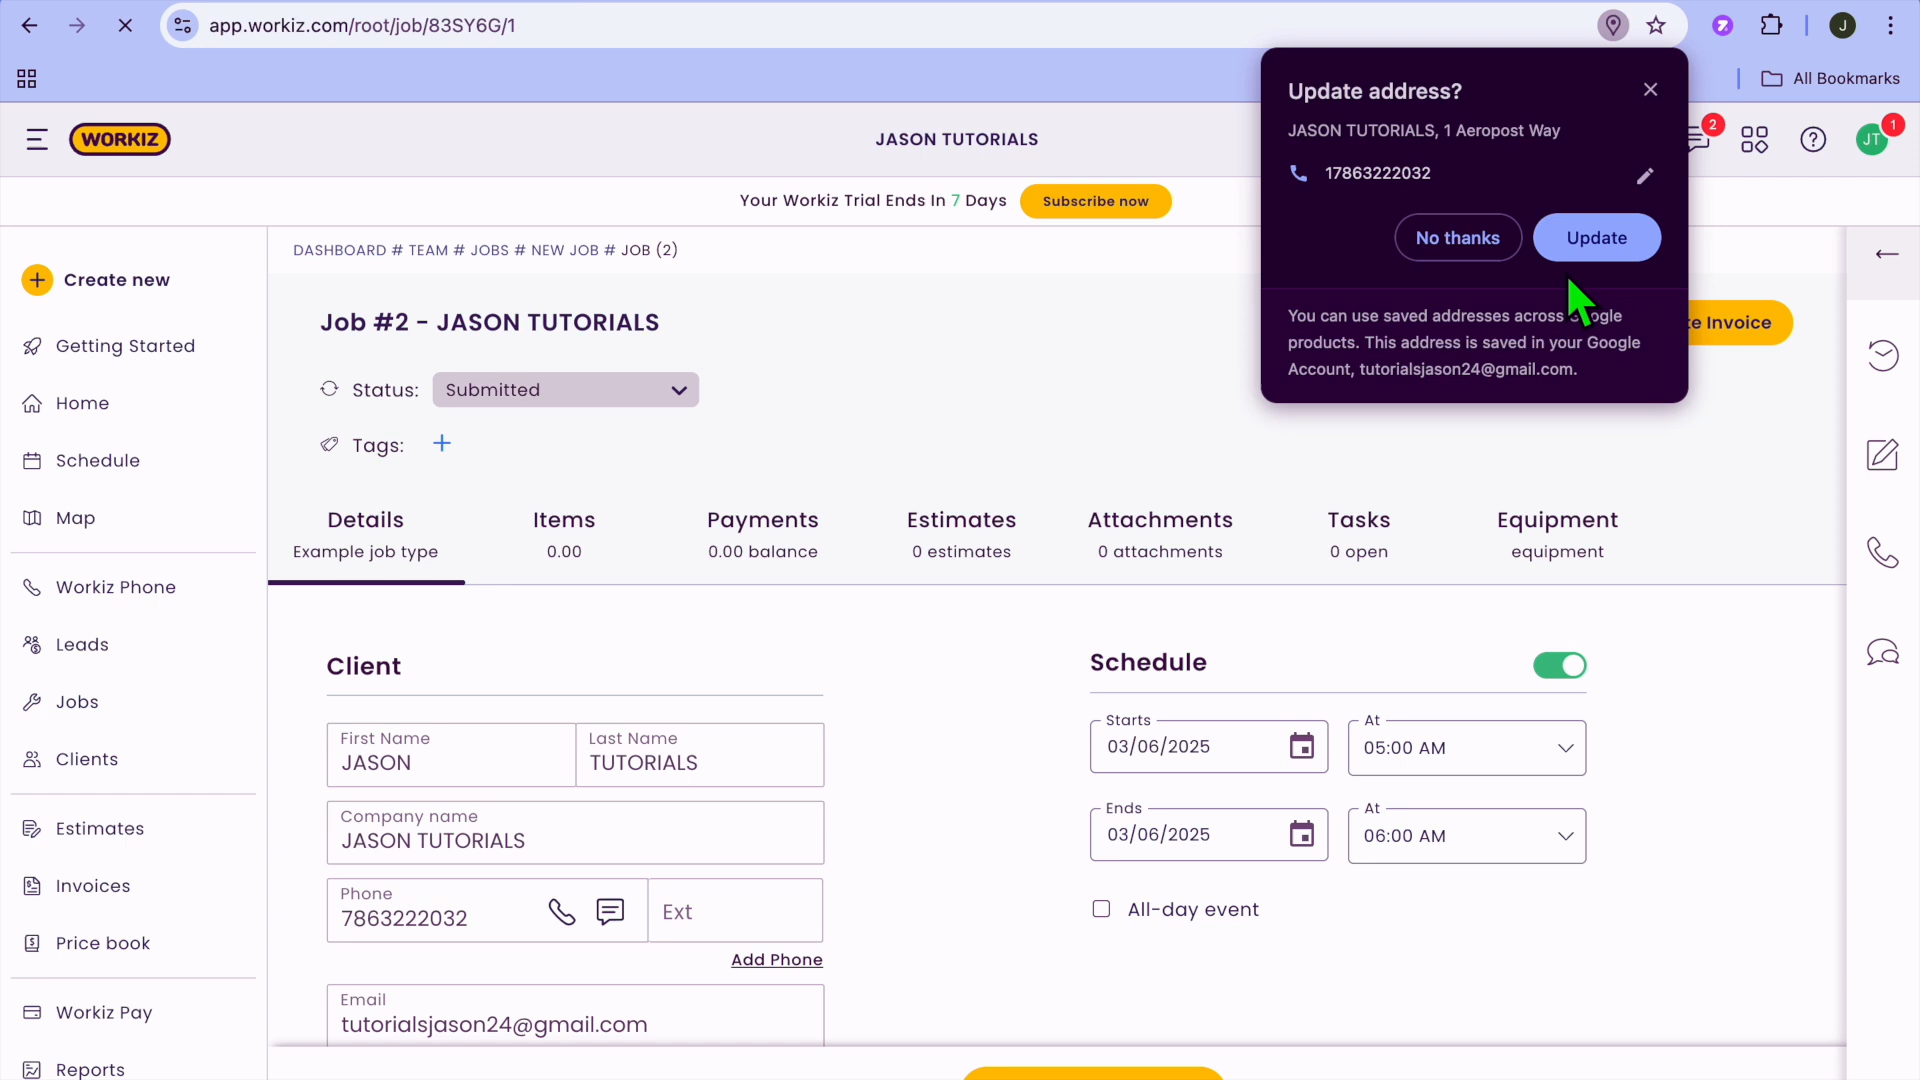 app.workiz.com/root/job/83SY6G/1
J
All Bookmarks
Update address?
JASON TUTORIALS, 1 Aeropost Way
17863222032
No thanks
Update
You can use saved addresses across
products. This address is saved in your Google
Account, tutorialsjason24@gmail.com.
WORKIZ
JASON TUTORIALS
2
JT
1
Your Workiz Trial Ends In 7 Days
Subscribe now
DASHBOARD # TEAM # JOBS # NEW JOB # JOB (2)
Create new
Getting Started
Home
Schedule
Map
Workiz Phone
Leads
Jobs
Clients
Estimates
Invoices
Price book
Workiz Pay
Reports
Job #2 - JASON TUTORIALS
Invoice
Status: Submitted
Tags:
Details
Example job type
Items
0.00
Payments
0.00 balance
Estimates
0 estimates
Attachments
0 attachments
Tasks
0 open
Equipment
equipment
Client
First Name
JASON
Last Name
TUTORIALS
Company name
JASON TUTORIALS
Phone
7863222032
Ext
Add Phone
Email
tutorialsjason24@gmail.com
Schedule
Starts
03/06/2025
At
05:00 AM
Ends
03/06/2025
At
06:00 AM
All-day event